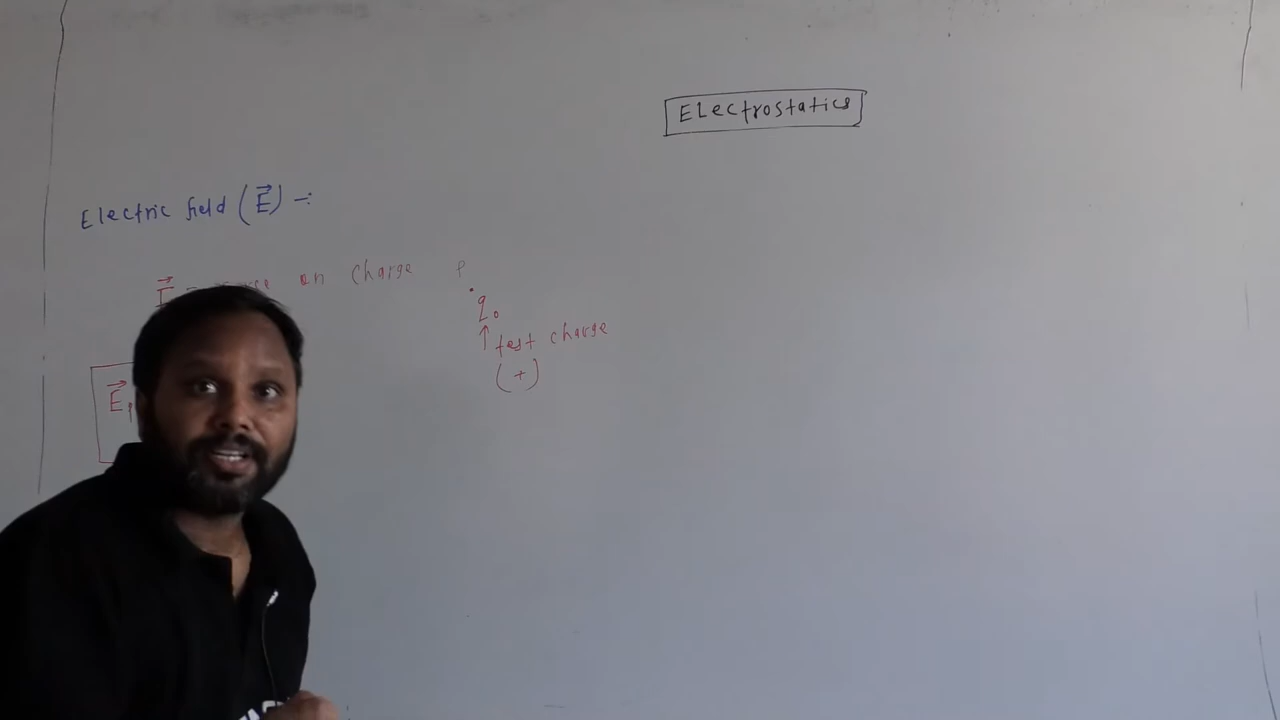 Electrostatics
Electric field (E⃗) -:
on charge P
q₀
↑ test charge
(+)
E⃗ₚ